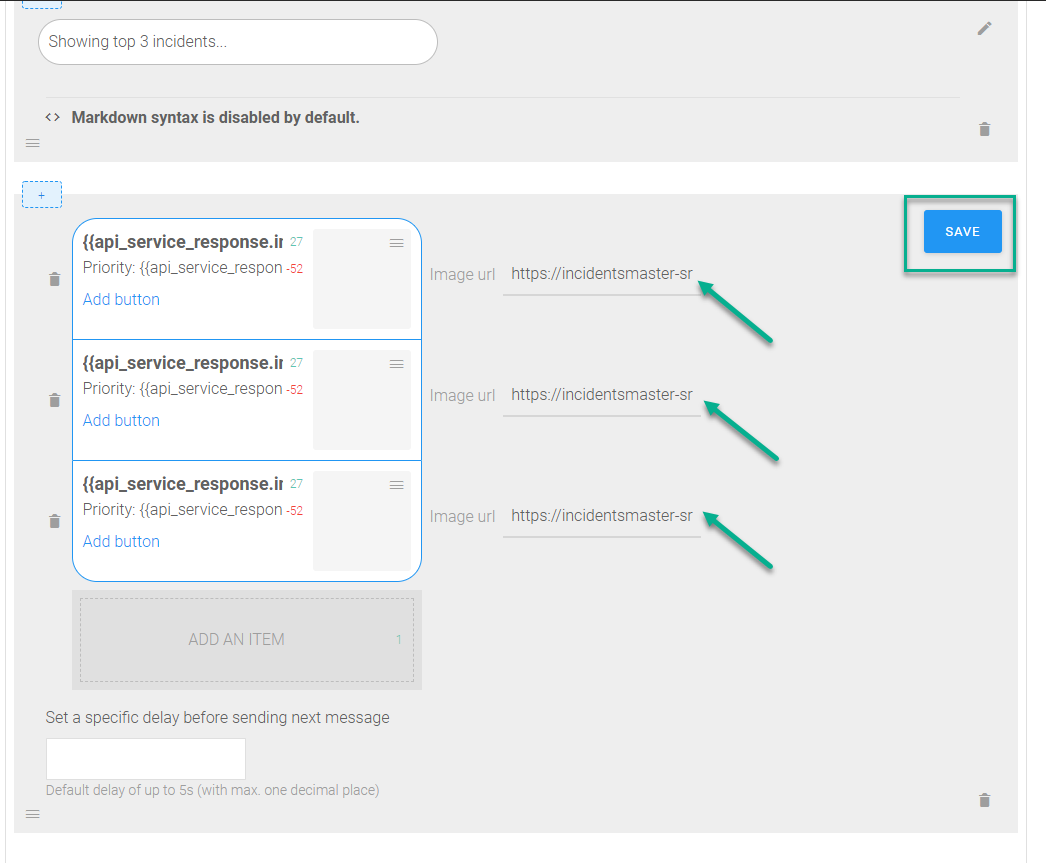 Showing top 3 incidents...
<> Markdown syntax is disabled by default.
+
SAVE
{{api_service_response.ir 27
Priority: {{api_service_respon -52
Add button
Image url https://incidentsmaster-sr
{{api_service_response.ir 27
Priority: {{api_service_respon -52
Add button
Image url https://incidentsmaster-sr
{{api_service_response.ir 27
Priority: {{api_service_respon -52
Add button
Image url https://incidentsmaster-sr
ADD AN ITEM 1
Set a specific delay before sending next message
Default delay of up to 5s (with max. one decimal place)